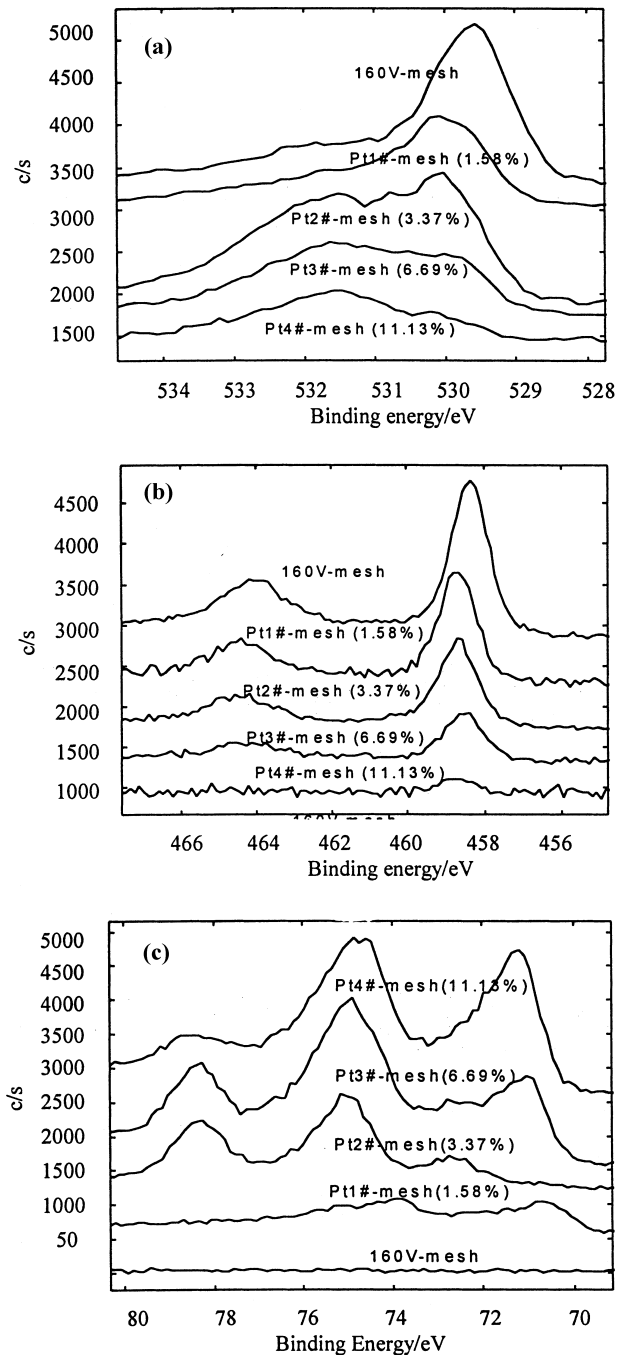 5000
(a)
4500
160V-mesh
4000
3500
Pt1#-mesh (1.58%)
c/s
3000
Pt2#-mesh (3.37%)
2500
Pt3#-mesh (6.69%)
2000
Pt4#-mesh (11.13%)
1500
534 533 532 531 530 529 528
Binding energy/eV
(b)
4500
4000
160V-mesh
3500
3000
Pt1#-mesh (1.58%)
c/s
2500
Pt2#-mesh (3.37%)
2000
Pt3#-mesh (6.69%)
1500
Pt4#-mesh (11.13%)
1000
160V-mesh
466 464 462 460 458 456
Binding energy/eV
5000
(c)
4500
Pt4#-mesh(11.13%)
4000
3500
3000
Pt3#-mesh(6.69%)
c/s
2500
2000
Pt2#-mesh(3.37%)
1500
Pt1#-mesh(1.58%)
1000
50
160V-mesh
80 78 76 74 72 70
Binding Energy/eV